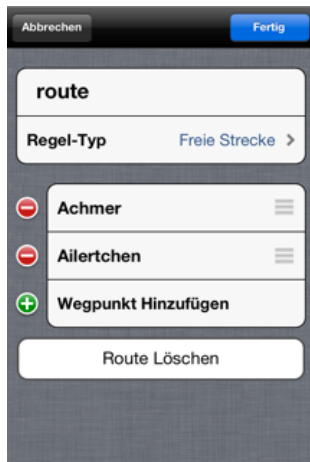 Abbrechen Fertig
route
Regel-Typ Freie Strecke
Achmer
Ailertchen
Wegpunkt Hinzufügen
Route Löschen